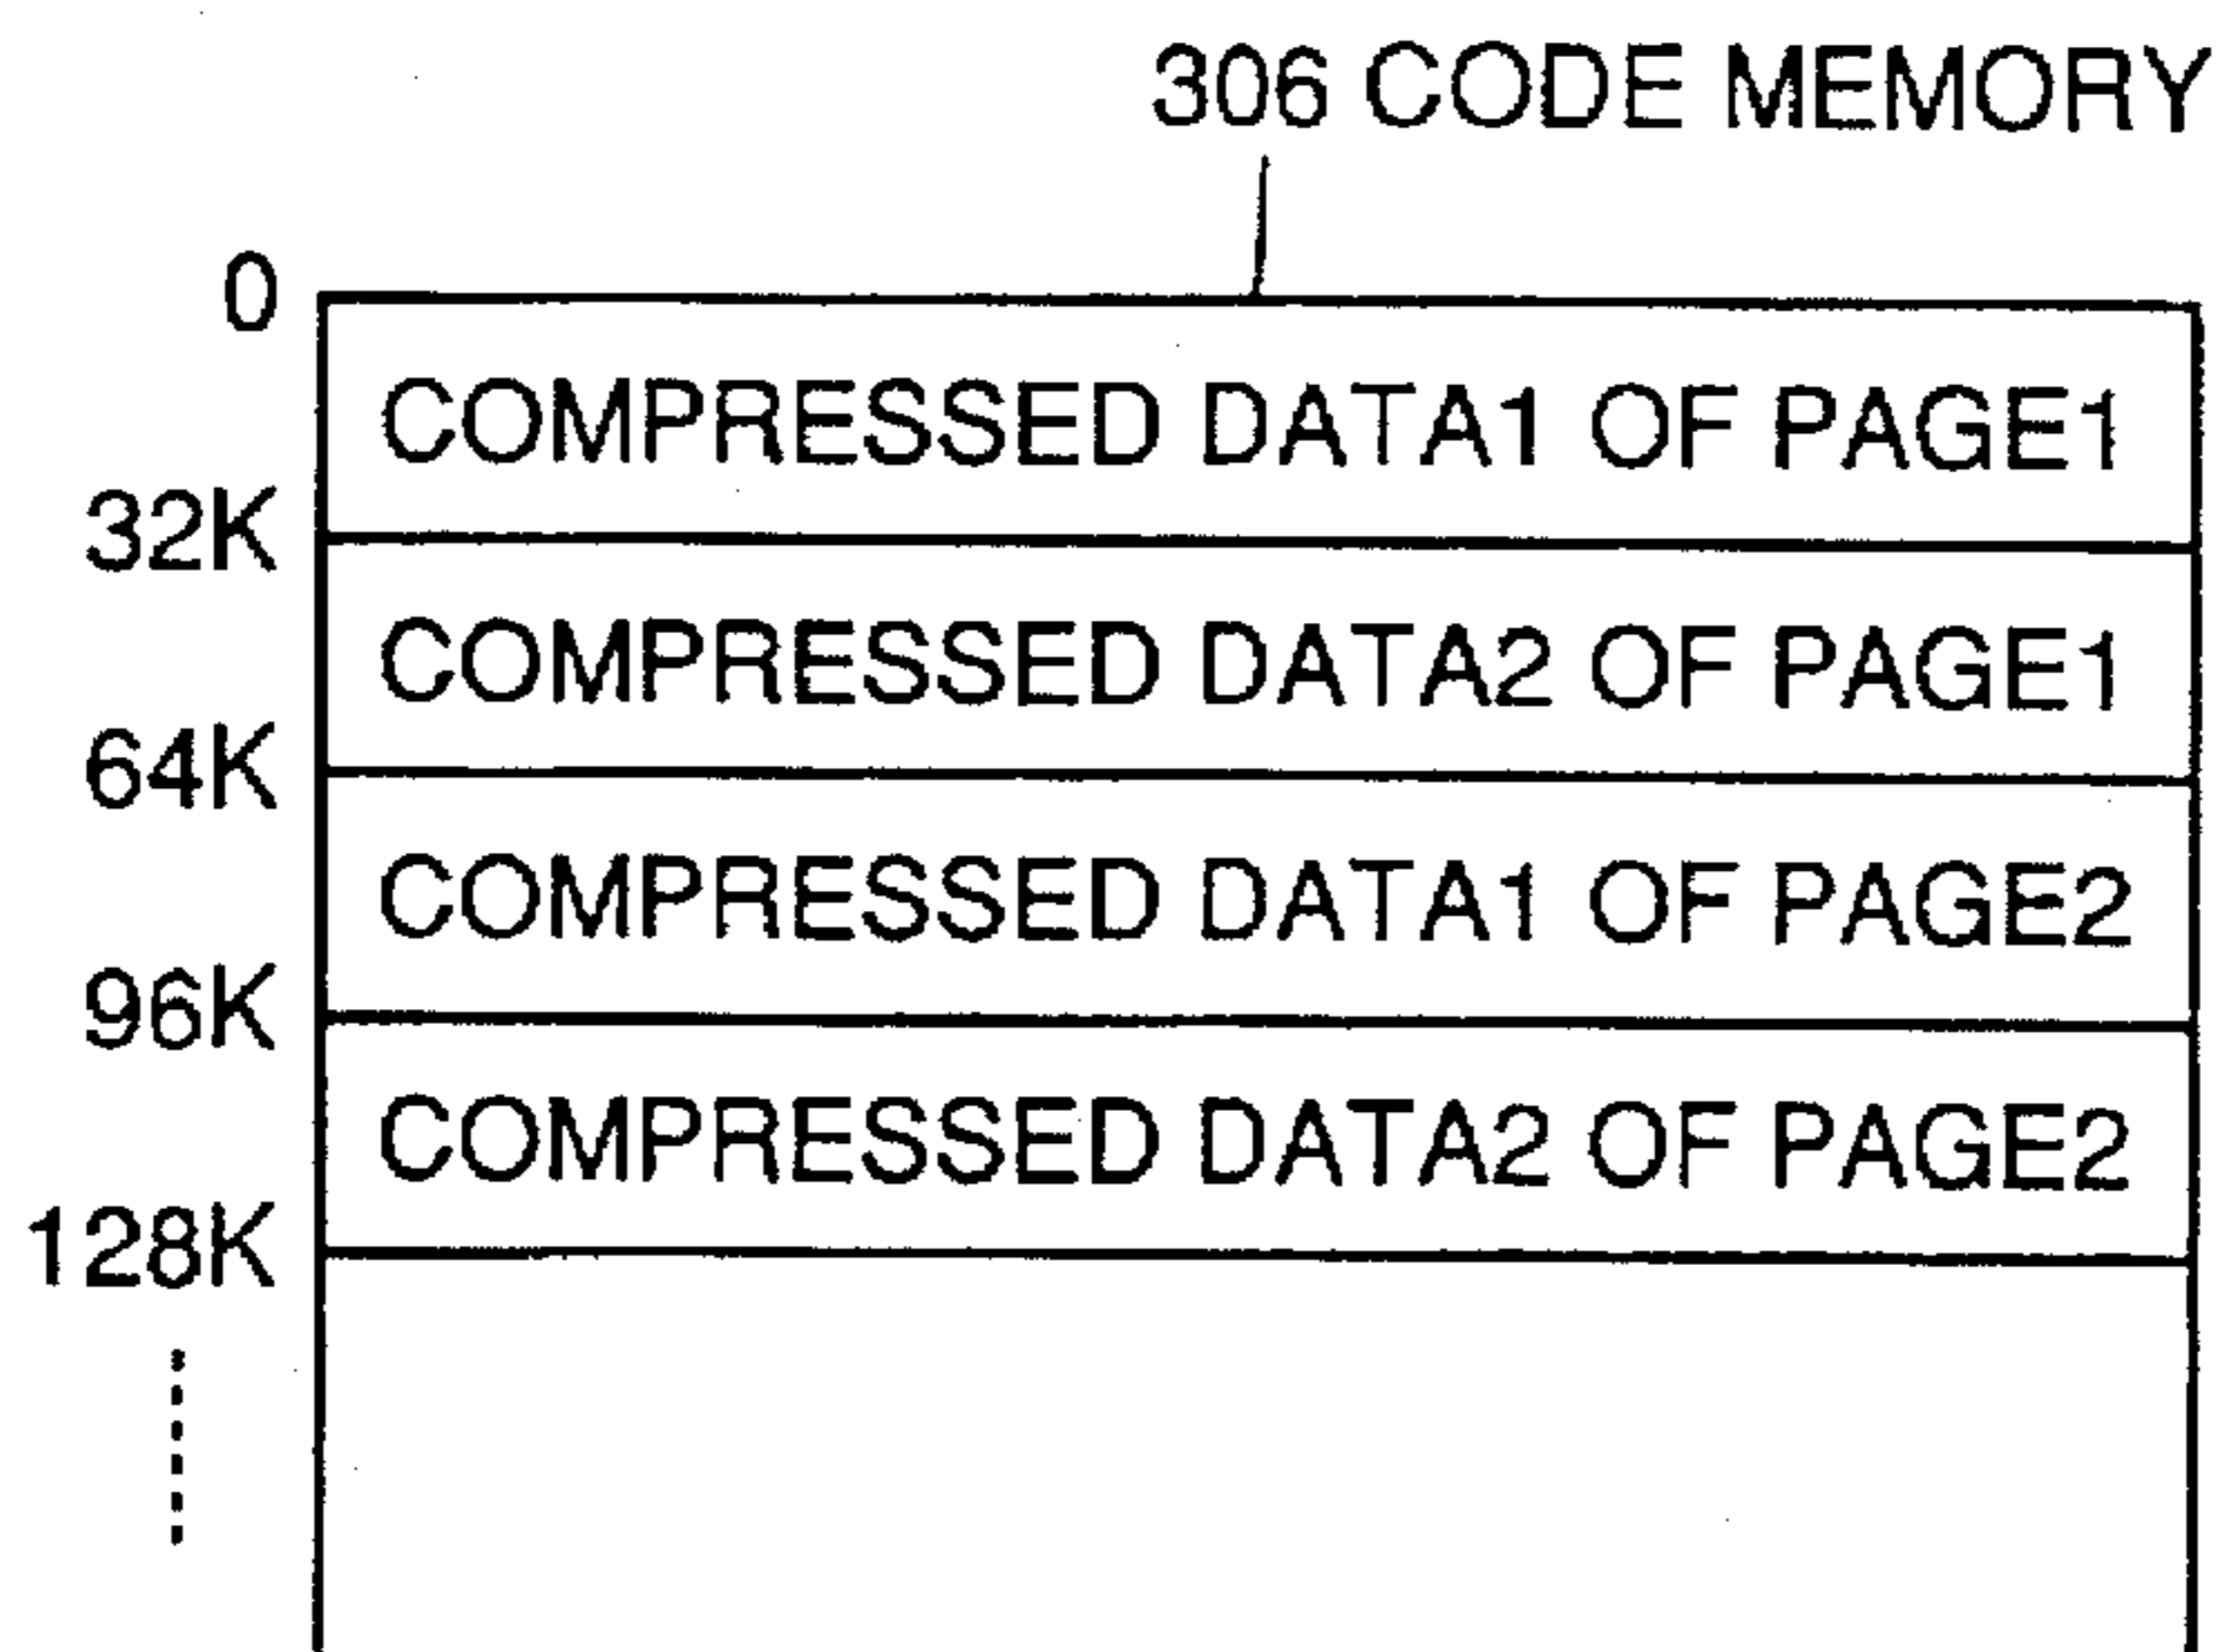 306 CODE MEMORY
0
COMPRESSED DATA1 OF PAGE1
32K
COMPRESSED DATA2 OF PAGE1
64K
COMPRESSED DATA1 OF PAGE2
96K
COMPRESSED DATA2 OF PAGE2
128K